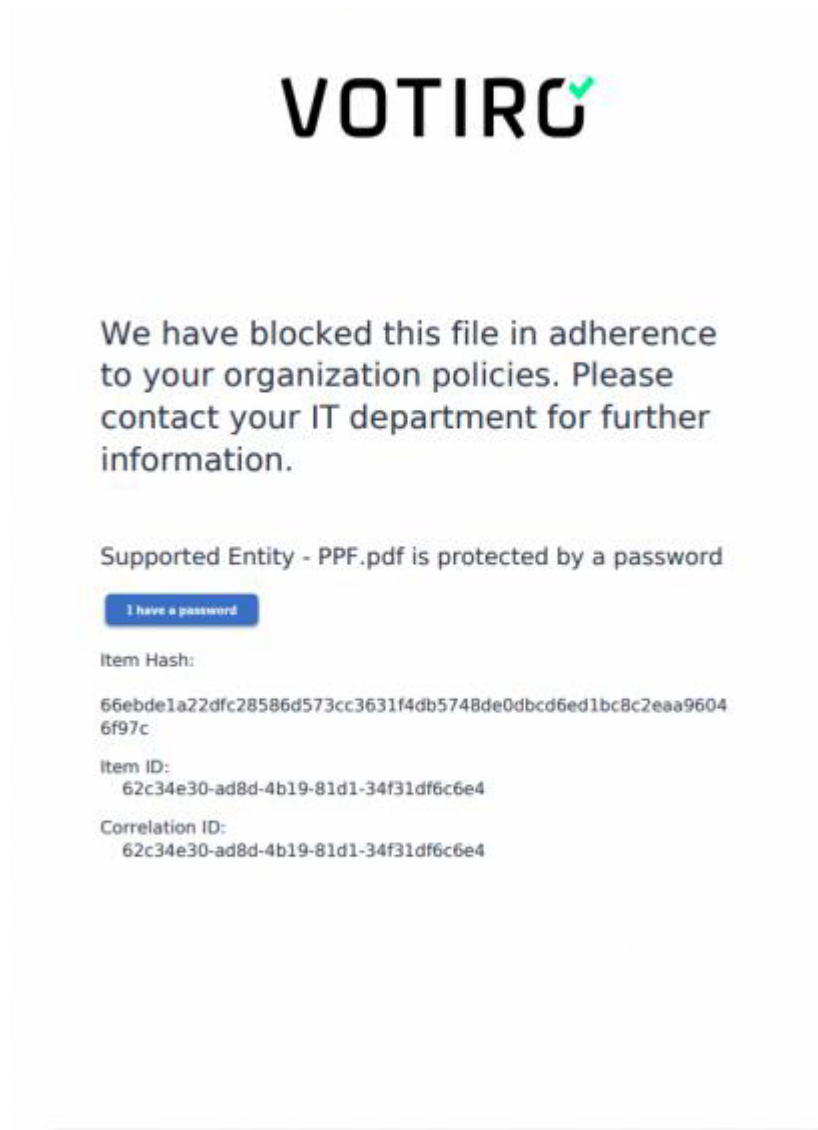 VOTIRO
We have blocked this file in adherence
to your organization policies. Please
contact your IT department for further
information.
Supported Entity - PPF.pdf is protected by a password
I have a password
Item Hash:
66ebde1a22dfc28586d573cc3631f4db5748de0dbcd6ed1bc8c2eaa9604
6f97c
Item ID:
62c34e30-ad8d-4b19-81d1-34f31df6c6e4
Correlation ID:
62c34e30-ad8d-4b19-81d1-34f31df6c6e4